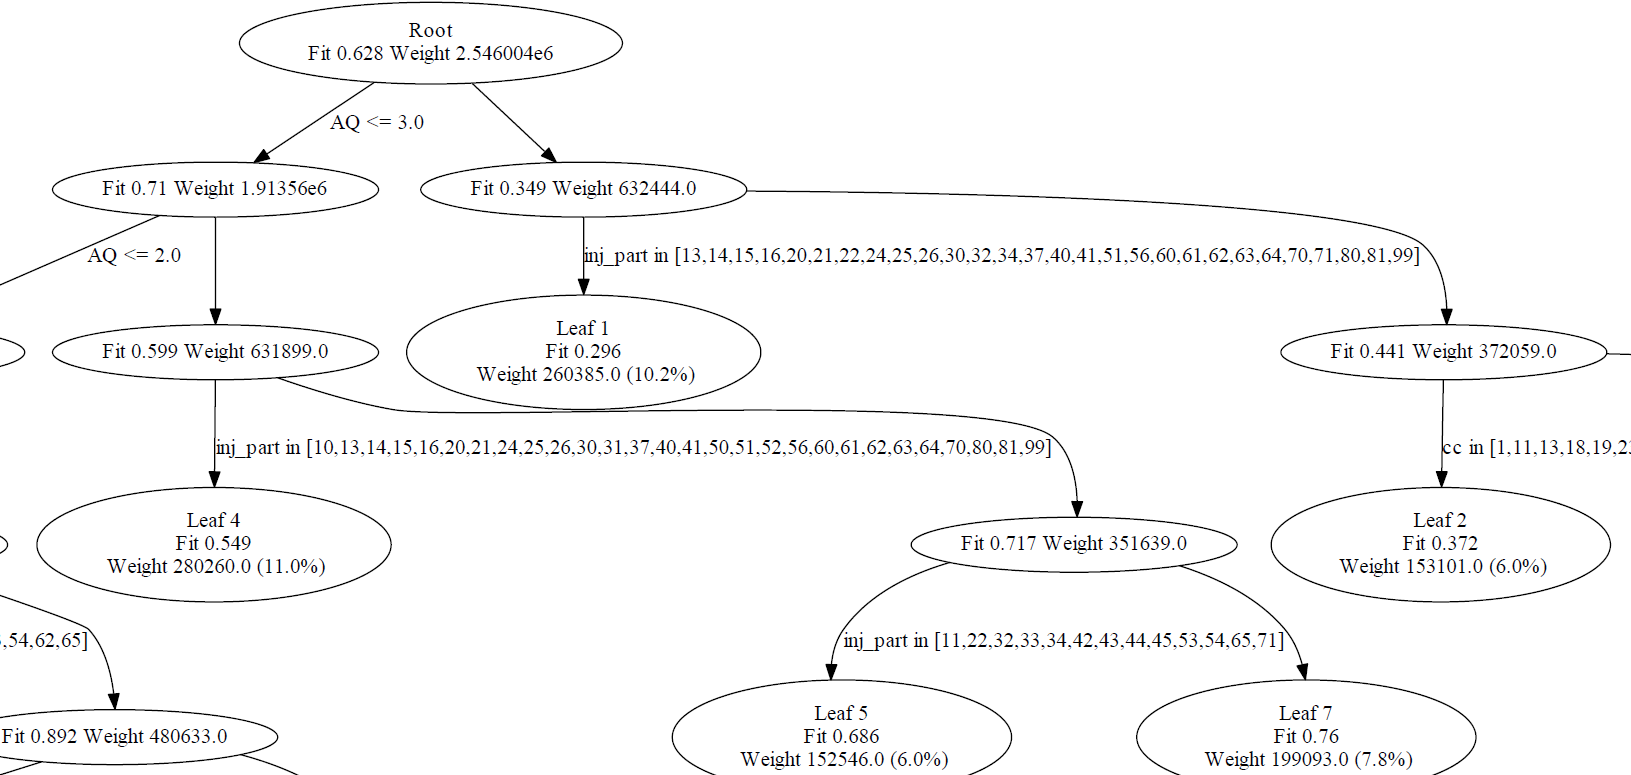 Root
Fit 0.628 Weight 2.546004e6
AQ <= 3.0
Fit 0.71 Weight 1.91356e6
Fit 0.349 Weight 632444.0
AQ <= 2.0
inj_part in [13,14,15,16,20,21,22,24,25,26,30,32,34,37,40,41,51,56,60,61,62,63,64,70,71,80,81,99]
Fit 0.599 Weight 631899.0
Leaf 1
Fit 0.296
Weight 260385.0 (10.2%)
Fit 0.441 Weight 372059.0
inj_part in [10,13,14,15,16,20,21,24,25,26,30,31,37,40,41,50,51,52,56,60,61,62,63,64,70,80,81,99]
cc in [1,11,13,18,19,
Leaf 4
Fit 0.549
Weight 280260.0 (11.0%)
Fit 0.717 Weight 351639.0
Leaf 2
Fit 0.372
Weight 153101.0 (6.0%)
,54,62,65]
inj_part in [11,22,32,33,34,42,43,44,45,53,54,65,71]
Fit 0.892 Weight 480633.0
Leaf 5
Fit 0.686
Weight 152546.0 (6.0%)
Leaf 7
Fit 0.76
Weight 199093.0 (7.8%)